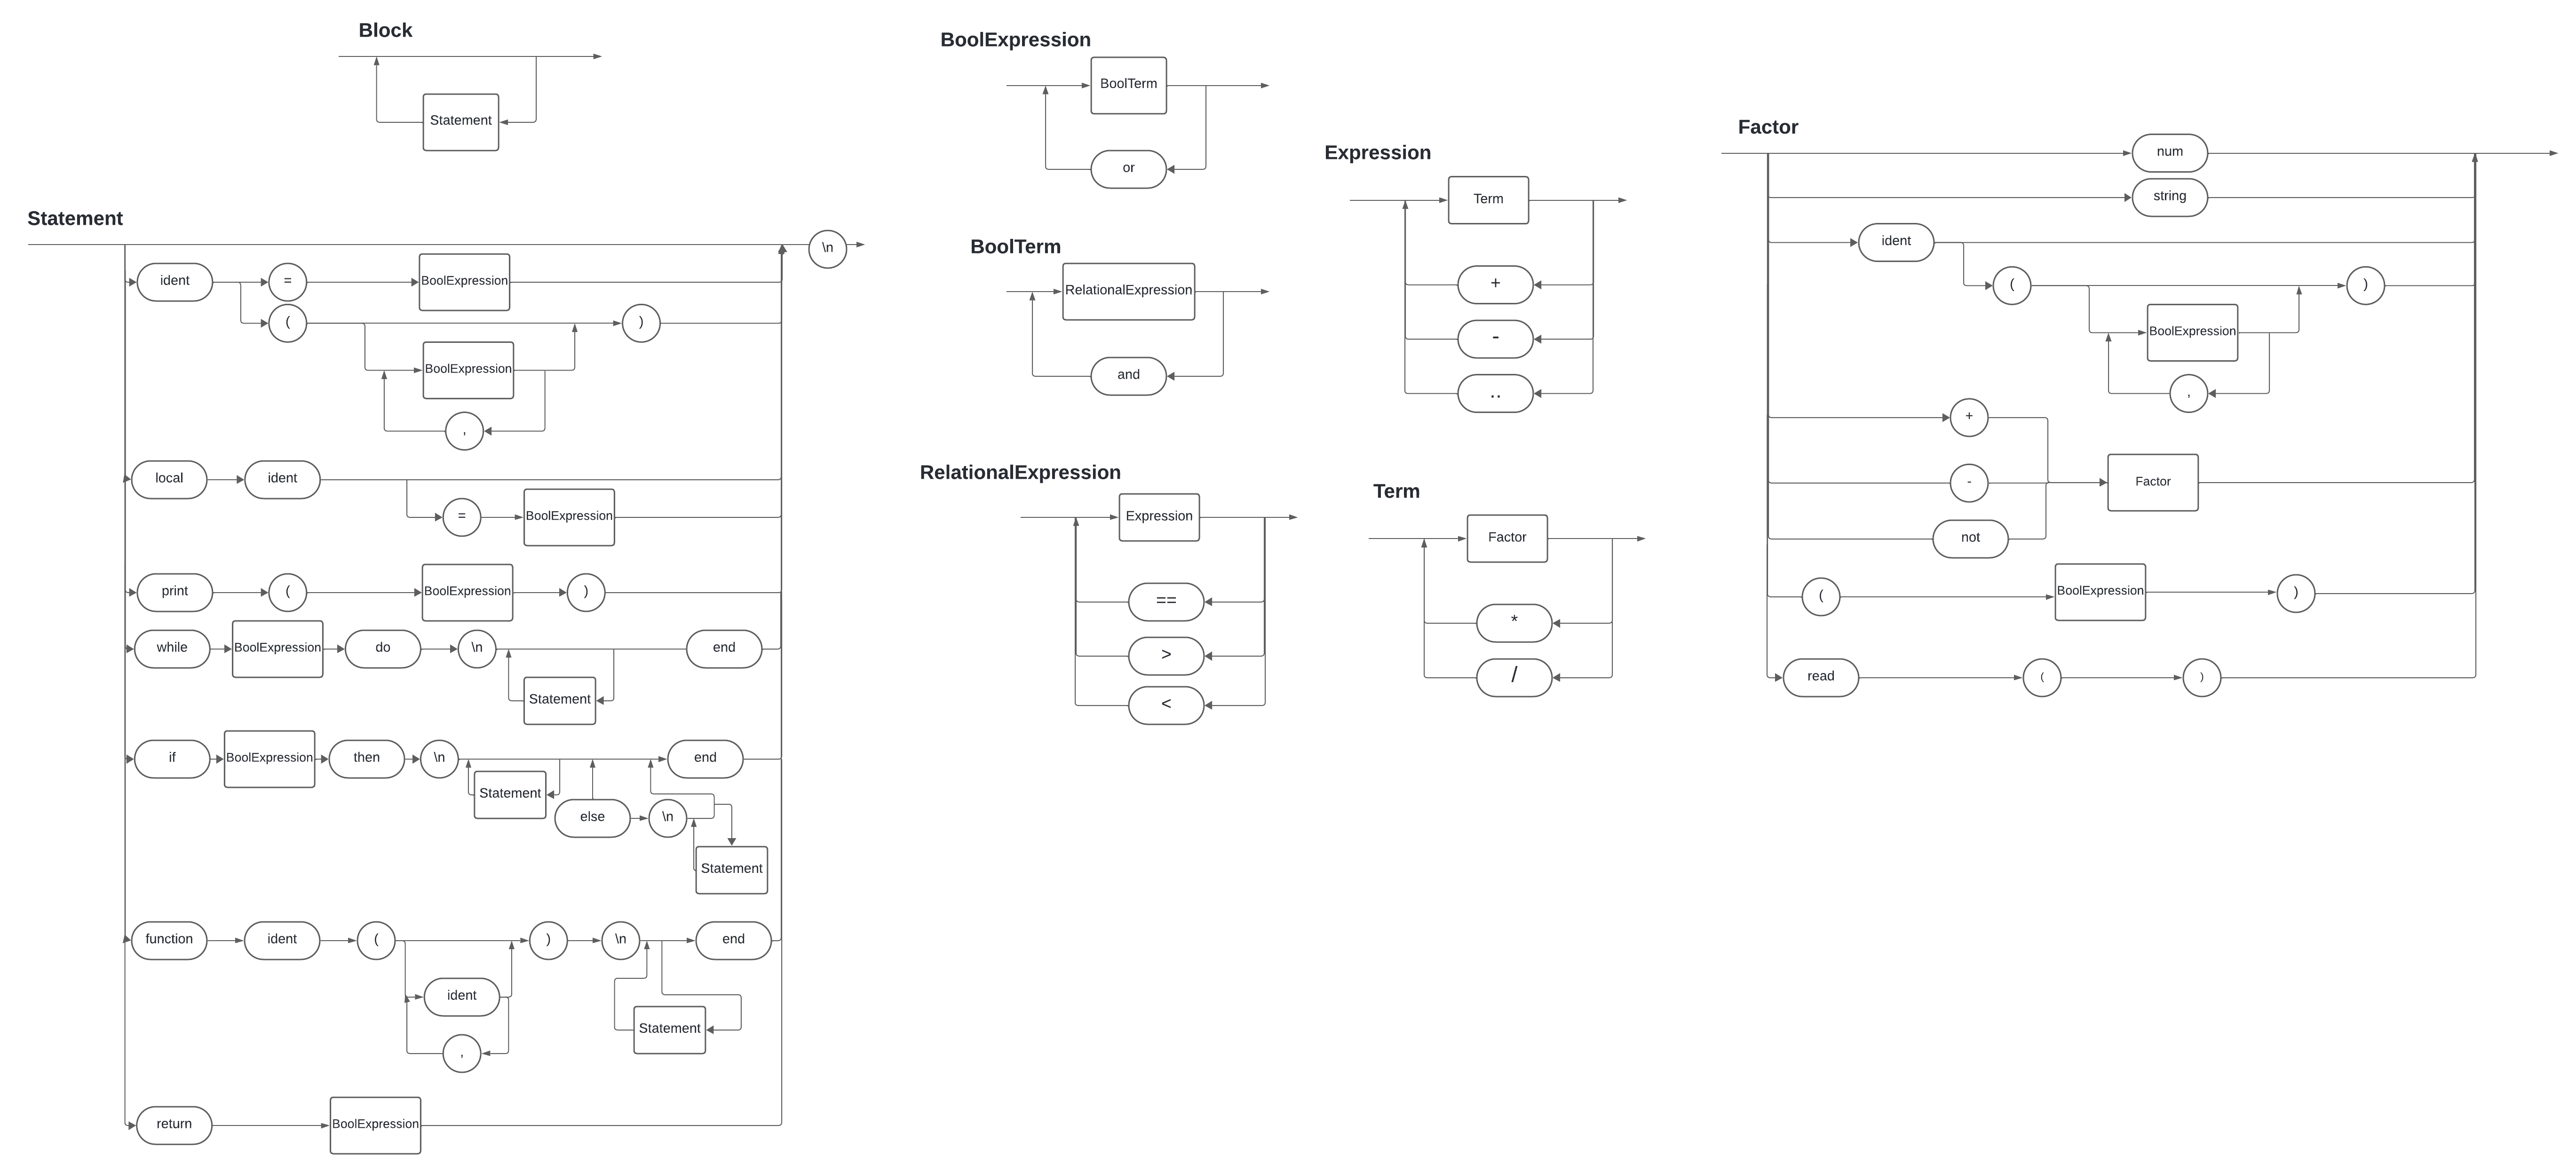 Block
Statement
Statement
\n
ident
=
BoolExpression
(
)
BoolExpression
,
local
ident
=
BoolExpression
print
(
BoolExpression
)
while
BoolExpression
do
\n
end
Statement
if
BoolExpression
then
\n
end
Statement
else
\n
Statement
function
ident
(
)
\n
end
ident
Statement
,
return
BoolExpression
BoolExpression
BoolTerm
or
BoolTerm
RelationalExpression
and
RelationalExpression
Expression
==
>
<
Expression
Term
+
-
..
Term
Factor
*
/
Factor
num
string
ident
(
)
BoolExpression
,
+
-
Factor
not
(
BoolExpression
)
read
(
)